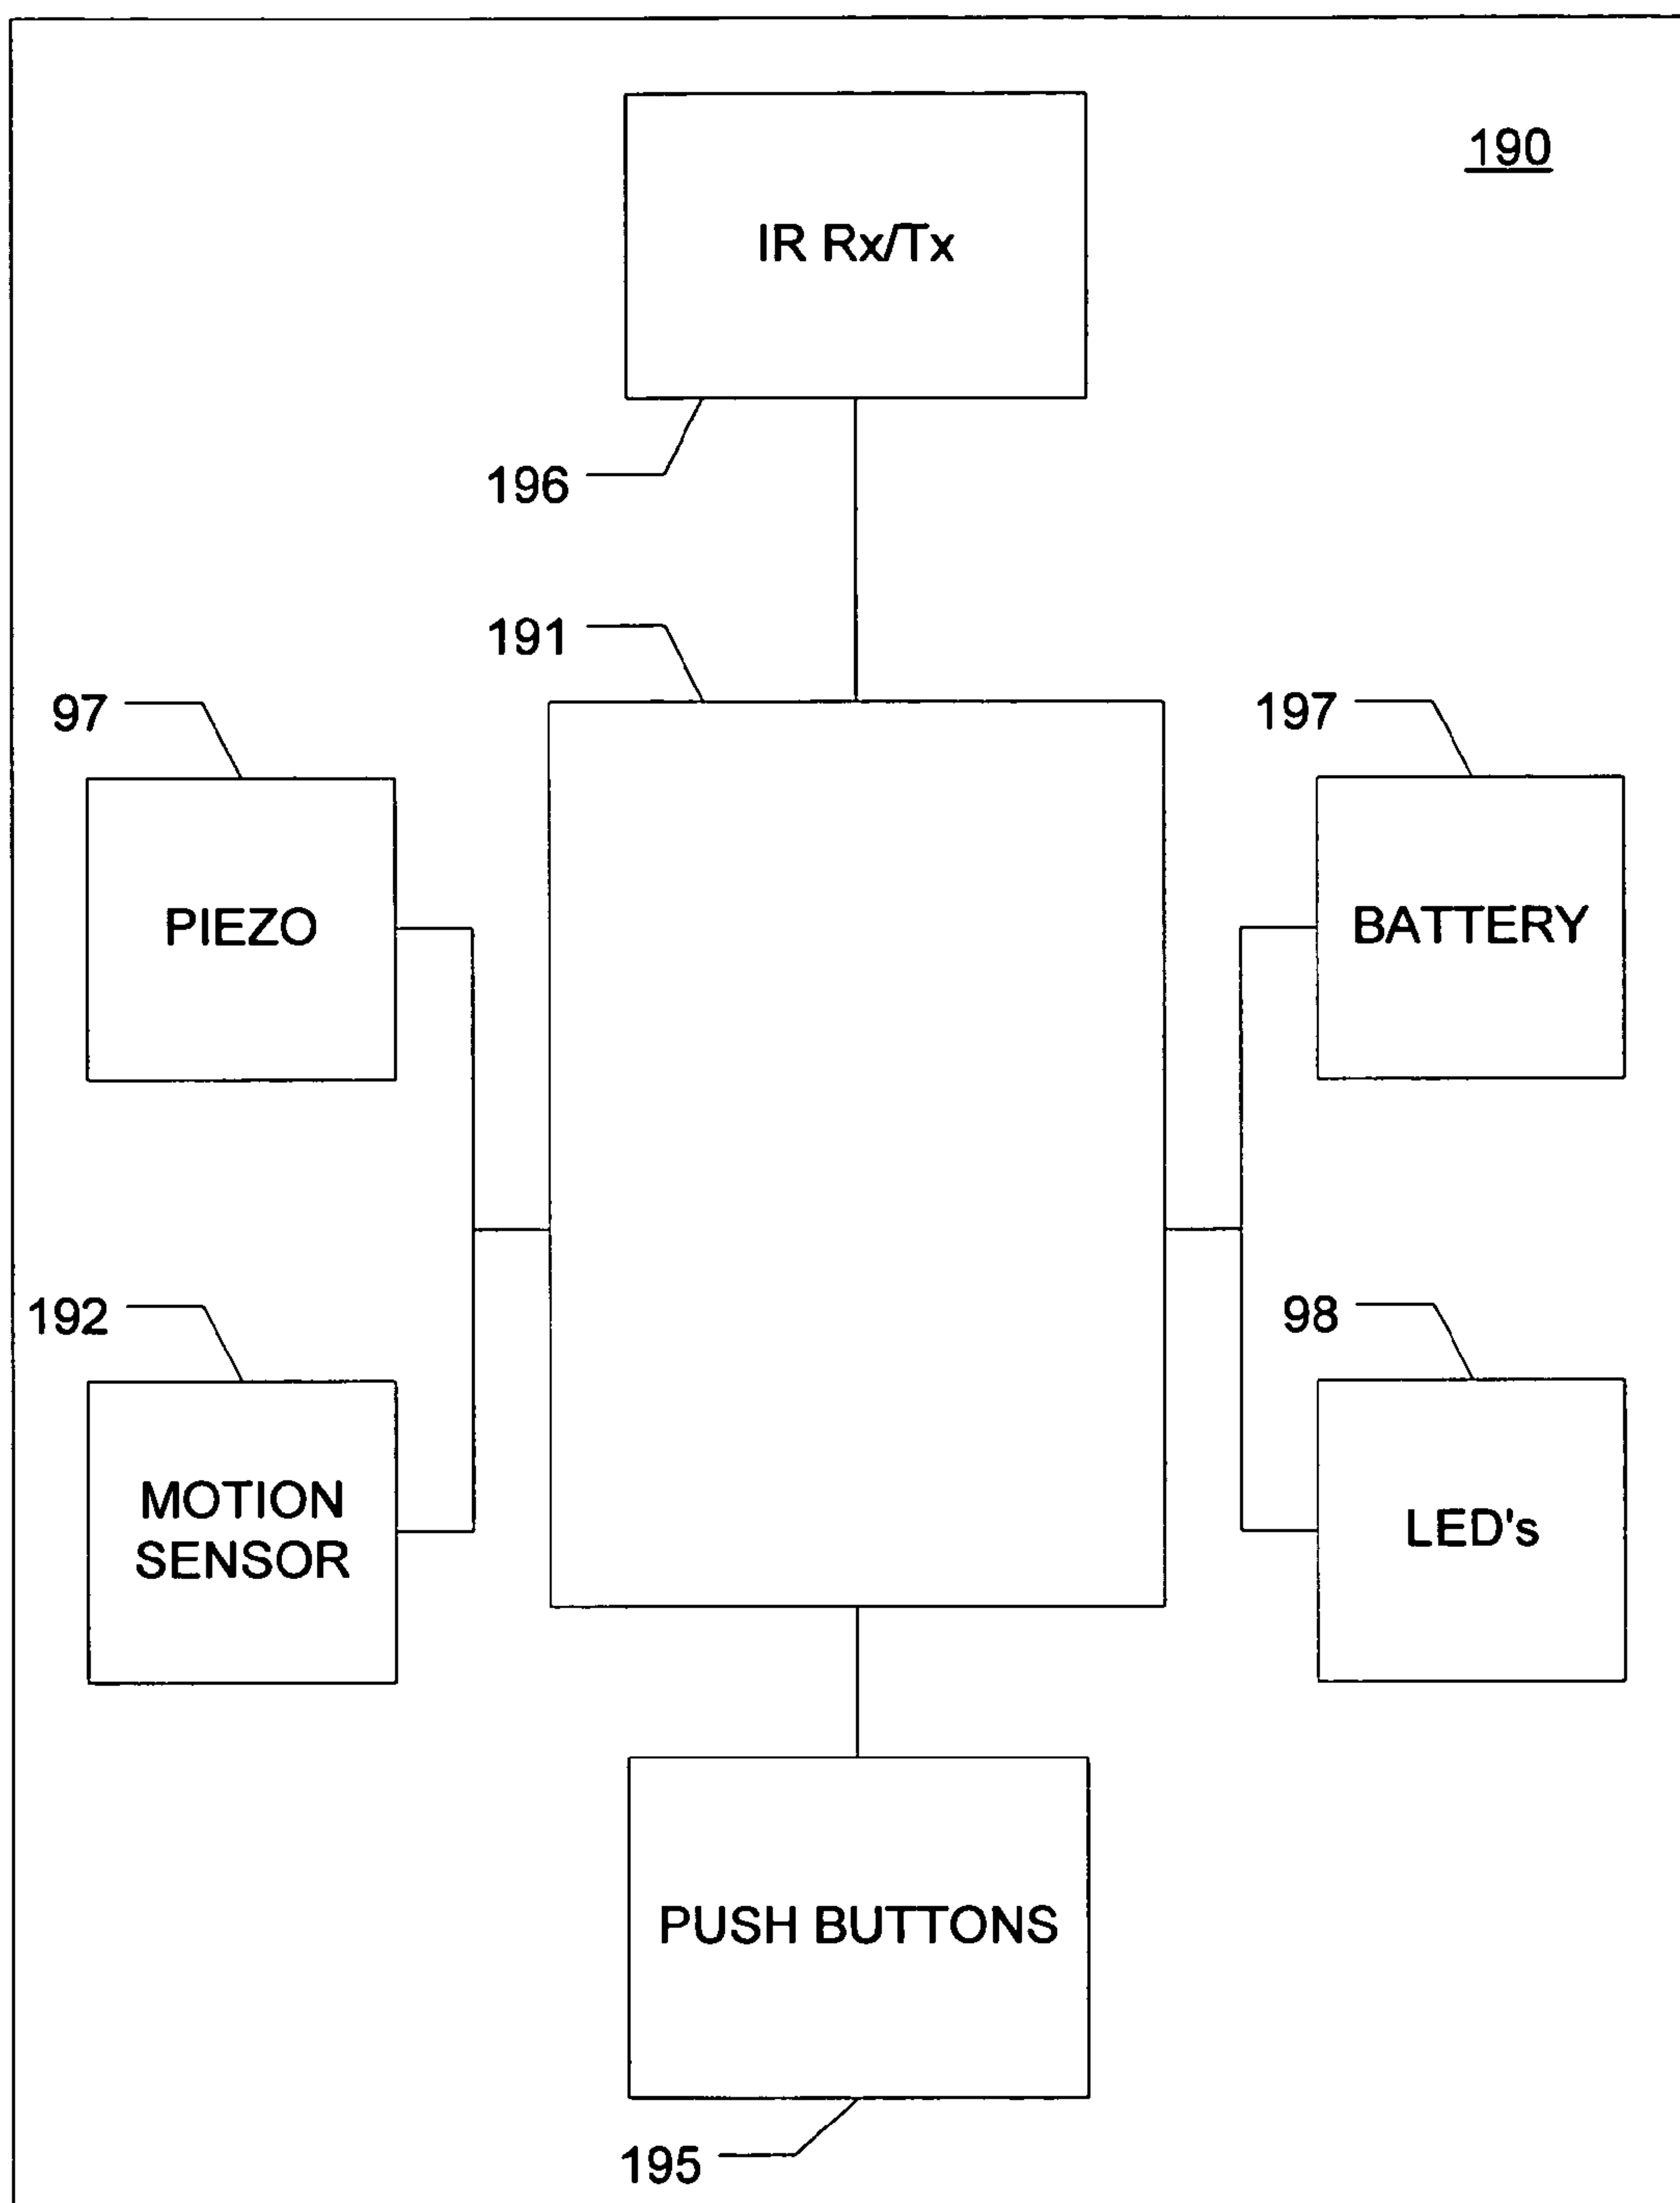 190
IR Rx/Tx
196
191
97
197
PIEZO
BATTERY
192
98
MOTION
SENSOR
LED's
PUSH BUTTONS
195